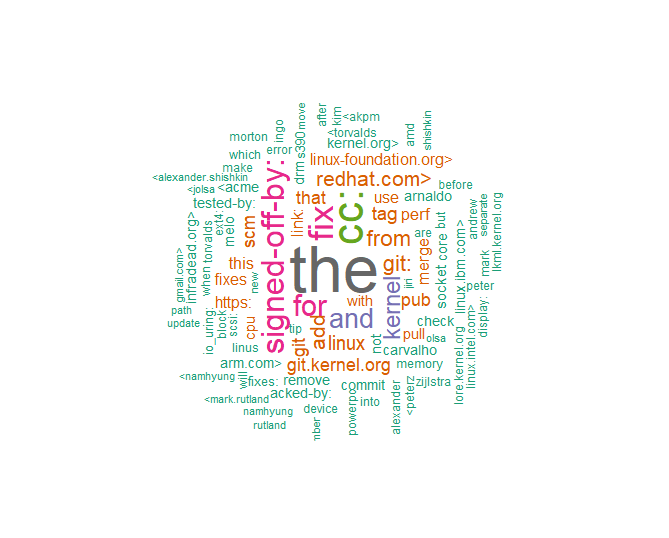 <akpm
after
kim
move
s390
drm
ingo
error
morton
which
make
<alexander.shishkin
<jolsa
<acme
tested-by:
<torvalds
kernel.org>
amd
shishkin
linux-foundation.org>
redhat.com>
before
that
use
arnaldo
tag
perf
link:
fix
cc:
signed-off-by:
scm
ext4:
melo
infradead.org>
gmail.com>
when
torvalds
this
fixes
new
https:
path
update
io_uring:
block:
scsi:
cpu
linus
the
from
git:
merge
are
socket
core
but
andrew
separate
mark
lkml.kernel.org
linux.ibm.com>
peter
jiri
with
pub
kernel
for
and
add
tip
git
linux
not
check
pull
olsa
carvalho
display:
linux.intel.com>
lore.kernel.org
arm.com>
will
<namhyung
fixes:
remove
git.kernel.org
memory
zijlstra
commit
acked-by:
<mark.rutland
namhyung
rutland
device
into
mber
powerpc
alexander
<peterz